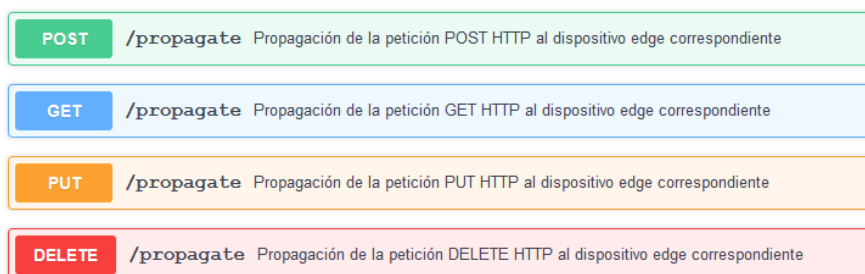 POST /propagate Propagación de la petición POST HTTP al dispositivo edge correspondiente
GET /propagate Propagación de la petición GET HTTP al dispositivo edge correspondiente
PUT /propagate Propagación de la petición PUT HTTP al dispositivo edge correspondiente
DELETE /propagate Propagación de la petición DELETE HTTP al dispositivo edge correspondiente